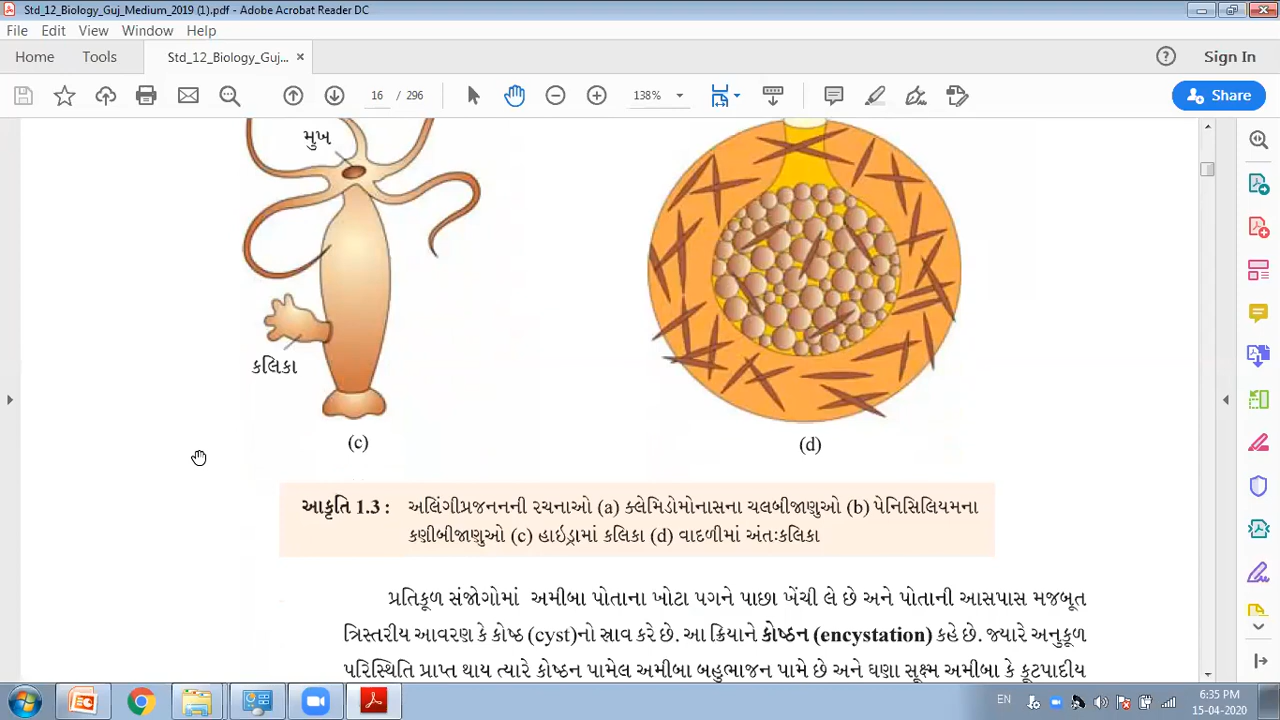 Std_12_Biology_Guj_Medium_2019 (1).pdf - Adobe Acrobat Reader DC
File Edit View Window Help
Home Tools Std_12_Biology_Guj... ×
Sign In
16 / 296
138%
Share
મુખ
કલિકા
(c)
(d)
આકૃતિ 1.3 : અલિંગીપ્રજનનની રચનાઓ (a) ક્લેમિડોમોનાસના ચલબીજાણુઓ (b) પેનિસિલિયમના
કણીબીજાણુઓ (c) હાઇડ્રામાં કલિકા (d) વાદળીમાં અંતઃકલિકા
પ્રતિકૂળ સંજોગોમાં અમીબા પોતાના ખોટા પગને પાછા ખેંચી લે છે અને પોતાની આસપાસ મજબૂત
ત્રિસ્તરીય આવરણ કે કોષ્ઠ (cyst)નો સ્રાવ કરે છે. આ ક્રિયાને કોષ્ઠન (encystation) કહે છે. જ્યારે અનુકૂળ
પરિસ્થિતિ પ્રાપ્ત થાય ત્યારે કોષ્ઠન પામેલ અમીબા બહુભાજન પામે છે અને ઘણા સૂક્ષ્મ અમીબા કે કૂટપાદીય
EN
6:35 PM
15-04-2020